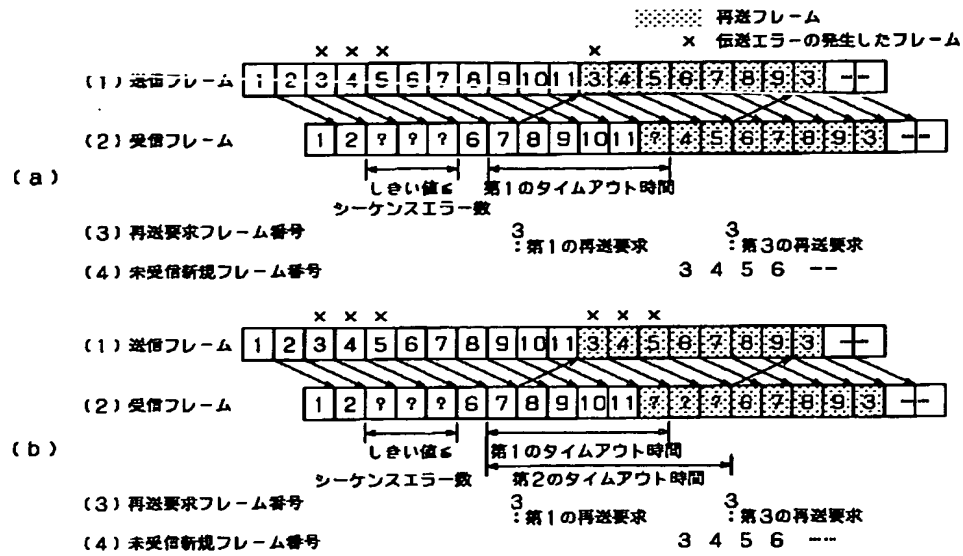 再送フレーム
× 伝送エラーの発生したフレーム
× × × ×
(1) 送信フレーム 1 2 3 4 5 6 7 8 9 10 11 3 4 5 6 7 8 9 3 --
(2) 受信フレーム 1 2 ? ? ? 6 7 8 9 10 11 ? 4 5 6 7 8 9 3 --
(a)
しきい値≦ 第1のタイムアウト時間
シーケンスエラー数
(3) 再送要求フレーム番号 3 :第1の再送要求 3 :第3の再送要求
(4) 未受信新規フレーム番号 3 4 5 6 --
× × × × × ×
(1) 送信フレーム 1 2 3 4 5 6 7 8 9 10 11 3 4 5 6 7 8 9 3 --
(2) 受信フレーム 1 2 ? ? ? 6 7 8 9 10 11 ? ? ? 6 7 8 9 3 --
(b)
しきい値≦ 第1のタイムアウト時間
シーケンスエラー数 第2のタイムアウト時間
(3) 再送要求フレーム番号 3 :第1の再送要求 3 :第3の再送要求
(4) 未受信新規フレーム番号 3 4 5 6 ……